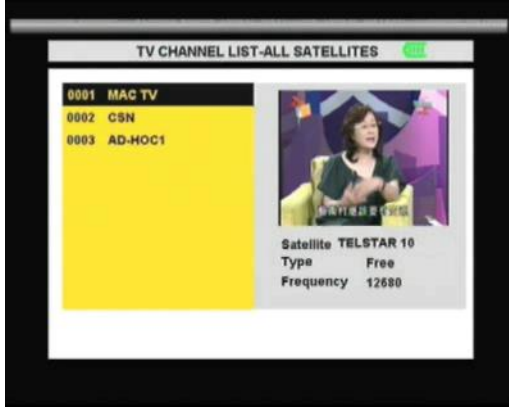 TV CHANNEL LIST-ALL SATELLITES
0001 MAC TV
0002 CSN
0003 AD-HOC1
Satellite TELSTAR 10
Type Free
Frequency 12680